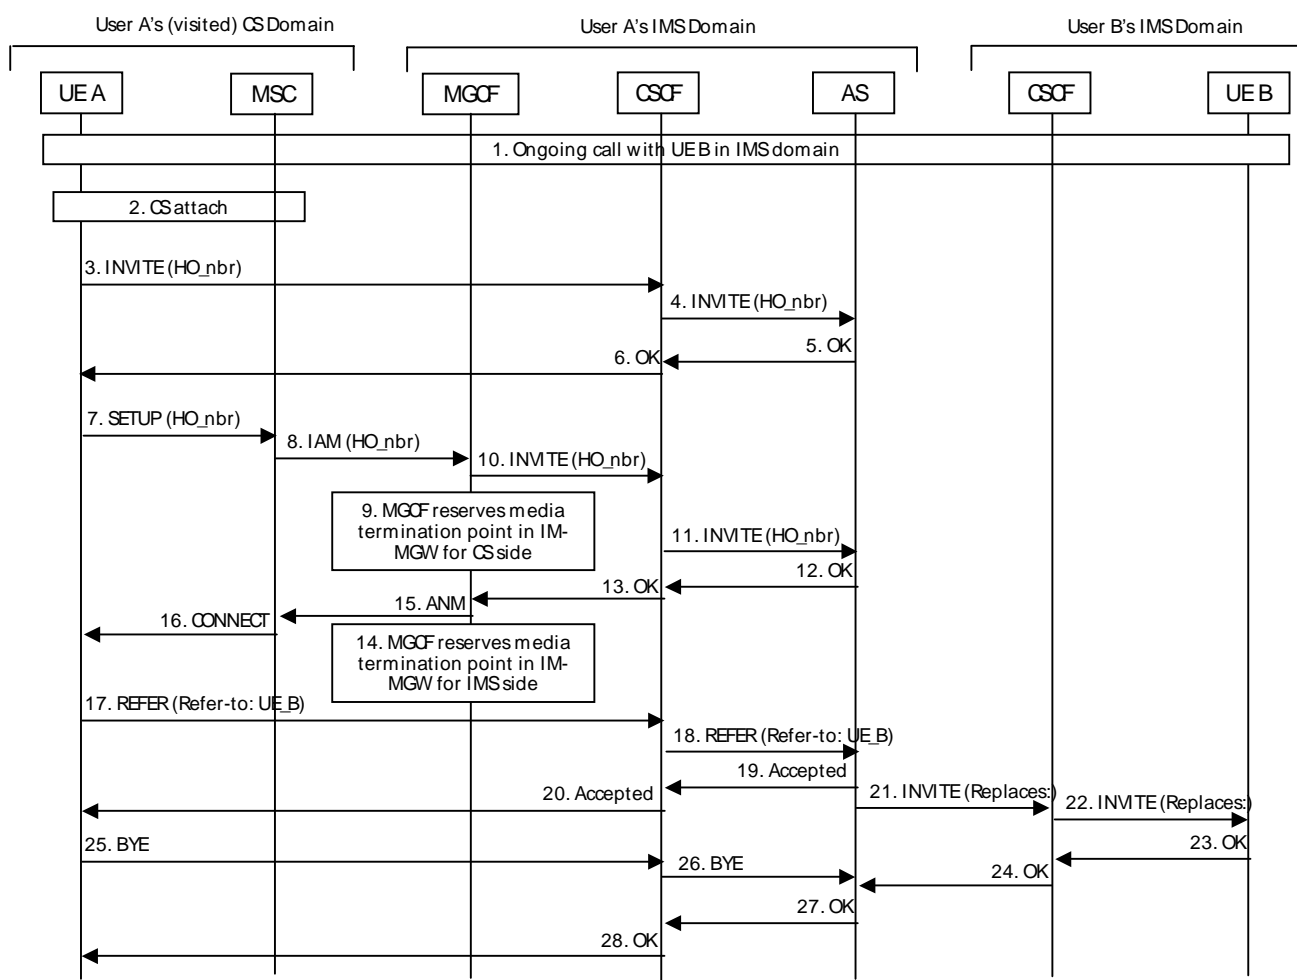 User A's (visited) CS Domain
User A's IMS Domain
User B's IMS Domain
UE A
MSC
MGCF
CSCF
AS
CSCF
UE B
1. Ongoing call with UE B in IMS domain
2. CS attach
3. INVITE (HO_nbr)
4. INVITE (HO_nbr)
5. OK
6. OK
7. SETUP (HO_nbr)
8. IAM (HO_nbr)
10. INVITE (HO_nbr)
9. MGCF reserves media
termination point in IM-
MGW for CS side
11. INVITE (HO_nbr)
12. OK
13. OK
15. ANM
16. CONNECT
14. MGCF reserves media
termination point in IM-
MGW for IMS side
17. REFER (Refer-to: UE_B)
18. REFER (Refer-to: UE_B)
19. Accepted
20. Accepted
21. INVITE (Replaces:)
22. INVITE (Replaces:)
23. OK
24. OK
25. BYE
26. BYE
27. OK
28. OK